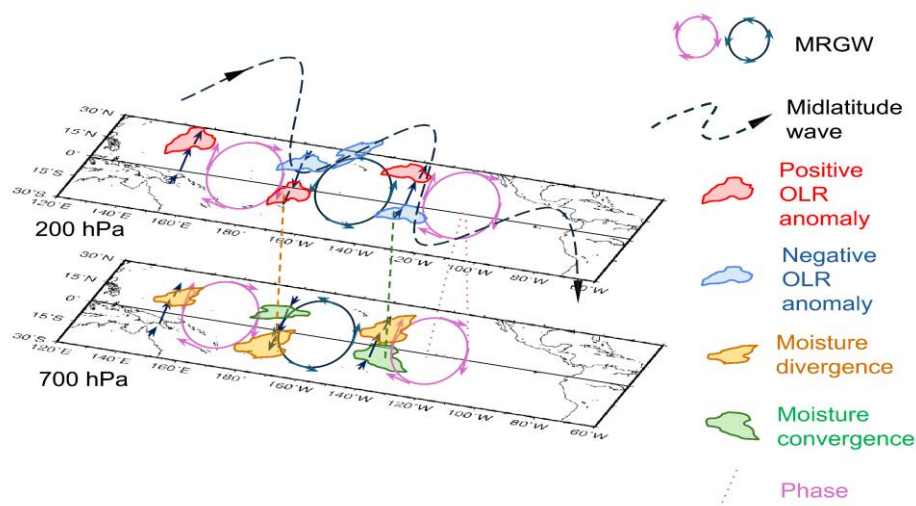 30°N
15°N
0°
15°S
30°S
120°E
140°E
160°E
180°
160°W
140°W
120°W
100°W
80°W
60°W
200 hPa
30°N
15°N
0°
15°S
30°S
120°E
140°E
160°E
180°
160°W
140°W
120°W
100°W
80°W
60°W
700 hPa
MRGW
Midlatitude
wave
Positive
OLR
anomaly
Negative
OLR
anomaly
Moisture
divergence
Moisture
convergence
Phase